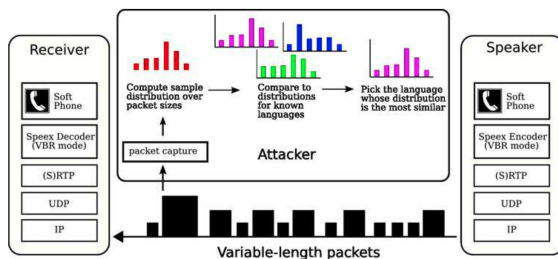 Receiver
Soft
Phone
Speex Decoder
(VBR mode)
(S)RTP
UDP
IP
Compute sample
distribution over
packet sizes
Compare to
distributions
for known
languages
Pick the language
whose distribution
is the most similar
packet capture
Attacker
Speaker
Soft
Phone
Speex Encoder
(VBR mode)
(S)RTP
UDP
IP
Variable-length packets